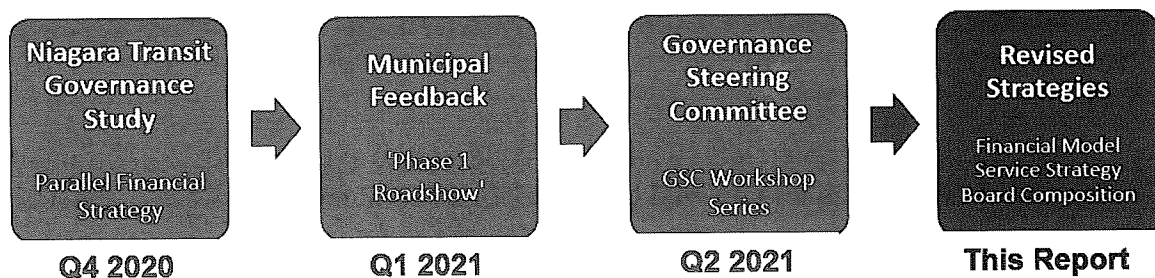 Niagara Transit
Governance
Study
Parallel Financial
Strategy
Q4 2020
Municipal
Feedback
'Phase 1
Roadshow'
Q1 2021
Governance
Steering
Committee
GSC Workshop
Series
Q2 2021
Revised
Strategies
Financial Model
Service Strategy
Board Composition
This Report